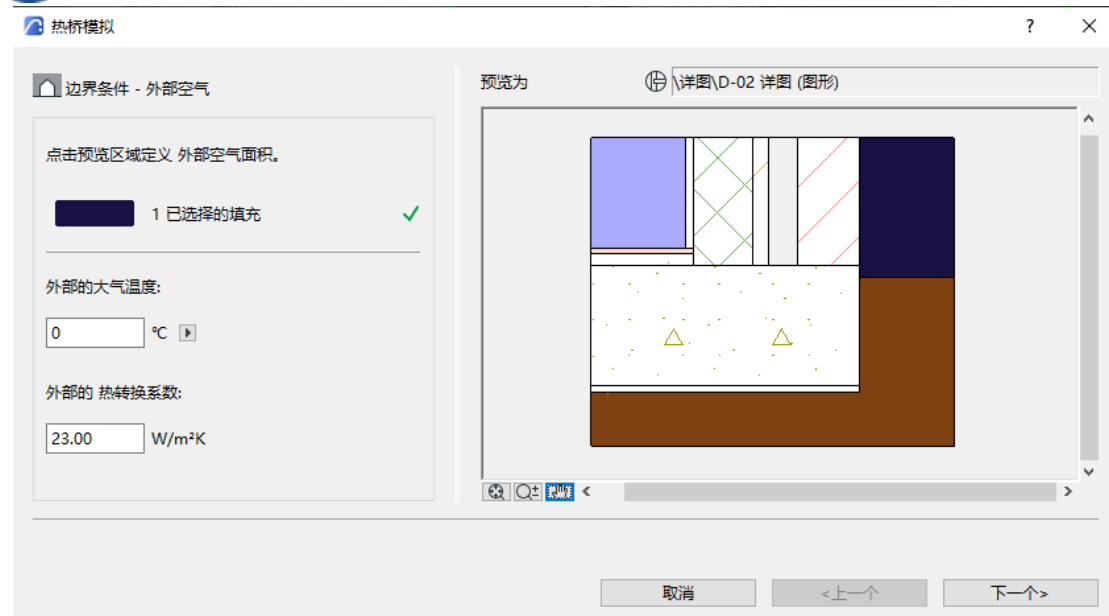 热桥模拟
边界条件 - 外部空气
点击预览区域定义 外部空气面积。
1 已选择的填充
外部的大气温度:
0 ℃
外部的 热转换系数:
23.00 W/m²K
预览为 \详图\D-02 详图 (图形)
取消 <上一个 下一个>